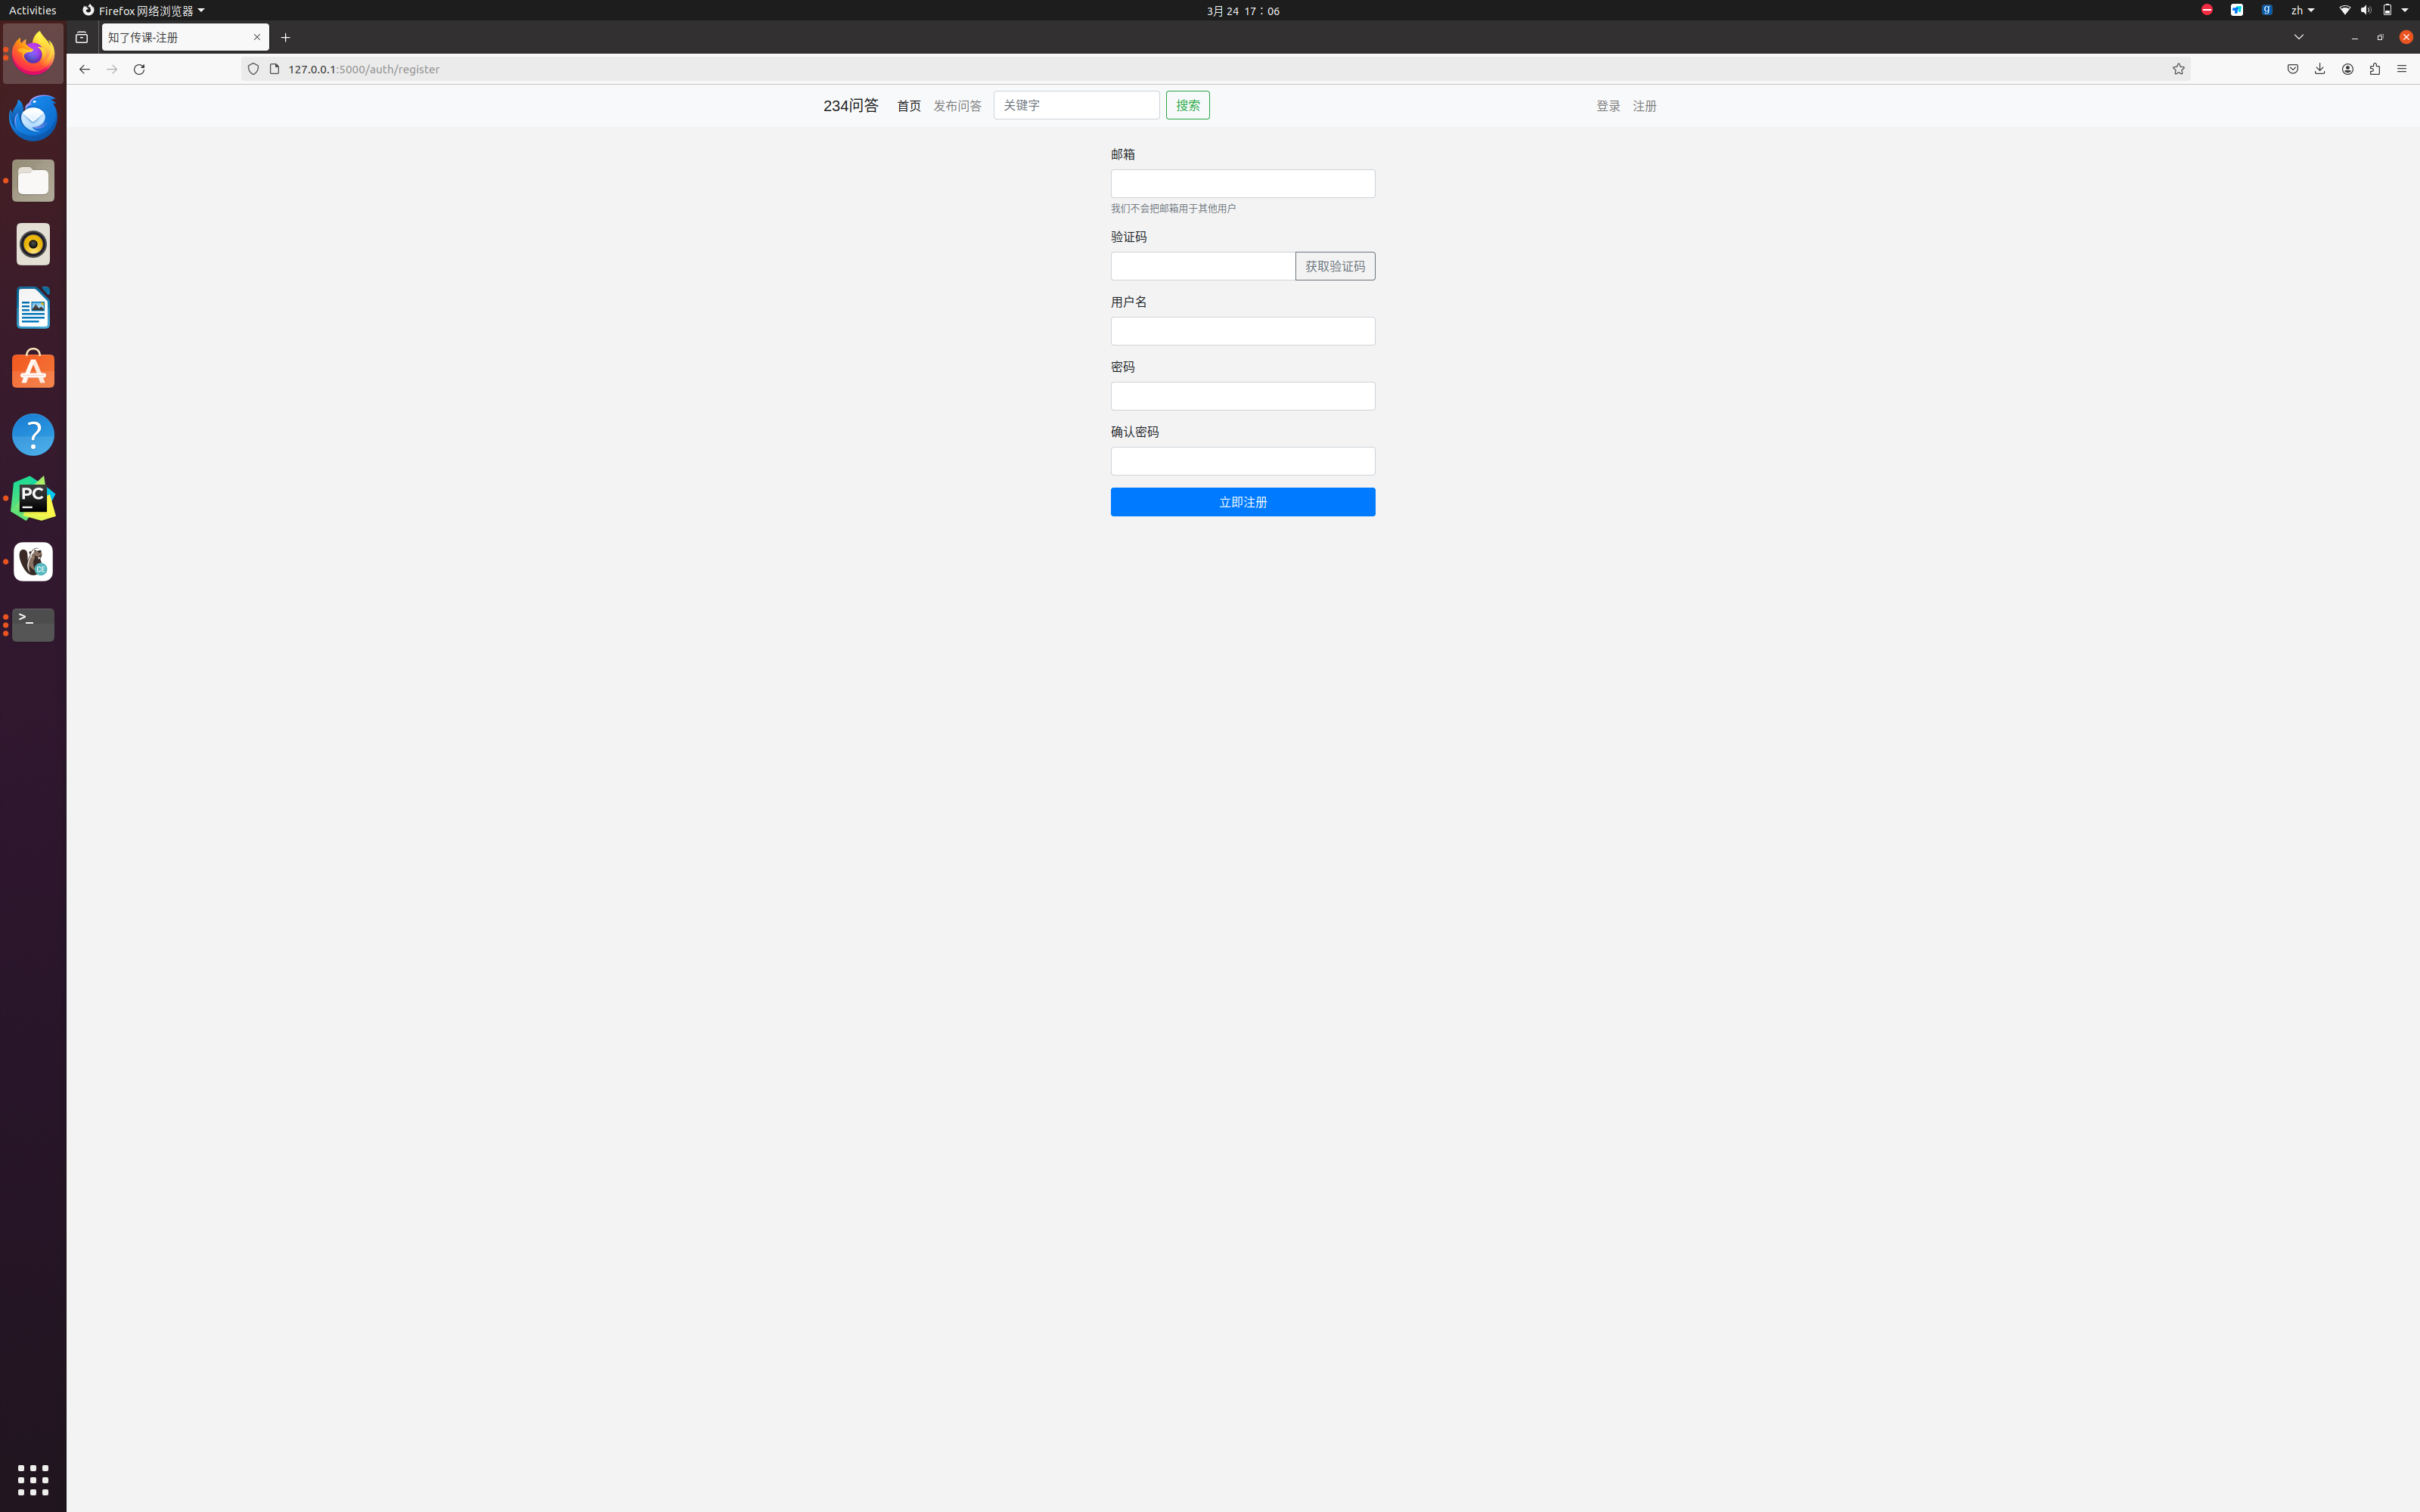 Activities
Firefox 网络浏览器
3月 24 17：06
zh
知了传课-注册
127.0.0.1:5000/auth/register
234问答 首页 发布问答 关键字 搜索 登录 注册
邮箱
我们不会把邮箱用于其他用户
验证码
获取验证码
用户名
密码
确认密码
立即注册
PC
>_